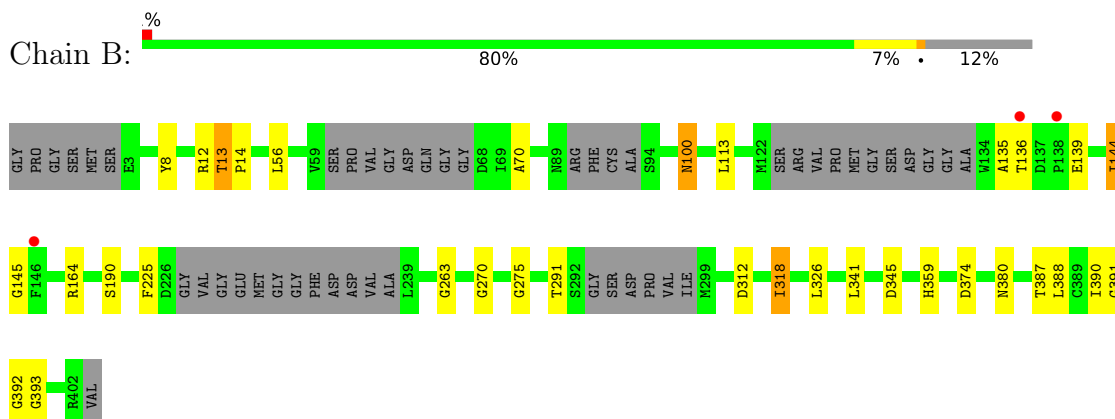 .%
Chain B:
80% 7% • 12%
GLY PRO GLY SER MET SER E3 Y8 R12 T13 P14 L56 V59 SER PRO VAL GLY ASP GLN GLY GLY D68 I69 A70 N89 ARG PHE CYS ALA S94 N100 L113 M122 SER ARG VAL PRO MET GLY SER ASP GLY GLY ALA W134 A135 T136 D137 P138 E139 I144
G145 F146 R164 S190 F225 D226 GLY VAL GLY GLU MET GLY GLY PHE ASP ASP VAL ALA L239 G263 G270 G275 T291 S292 GLY SER ASP PRO VAL ILE M299 D312 I318 L326 L341 D345 H359 D374 N380 T387 L388 C389 I390 G391
G392 G393 R402 VAL